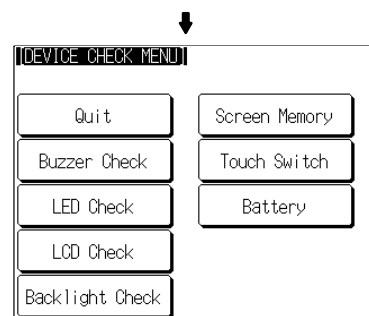 [DEVICE CHECK MENU]
Quit
Screen Memory
Buzzer Check
Touch Switch
LED Check
Battery
LCD Check
Backlight Check